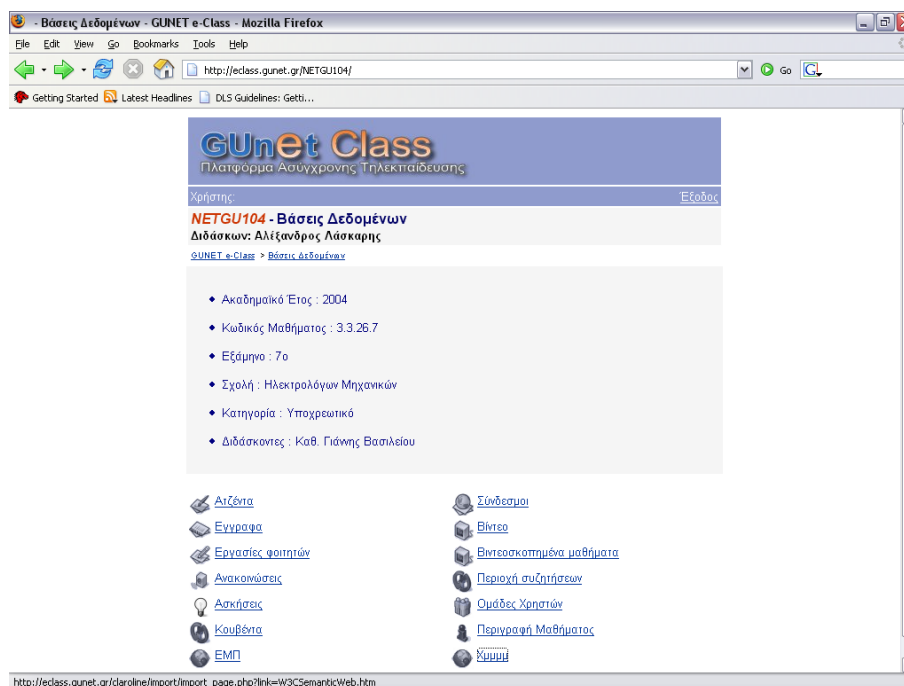 - Βάσεις Δεδομένων - GUNET e-Class - Mozilla Firefox
File Edit View Go Bookmarks Tools Help
http://eclass.gunet.gr/NETGU104/ Go G
Getting Started Latest Headlines DLS Guidelines: Getti...
GUnet Class
Πλατφόρμα Ασύγχρονης Τηλεκπαίδευσης
Χρήστης: Έξοδος
NETGU104 - Βάσεις Δεδομένων
Διδάσκων: Αλέξανδρος Λάσκαρης
GUNET e-Class > Βάσεις Δεδομένων
Ακαδημαϊκό Έτος : 2004
Κωδικός Μαθήματος : 3.3.26.7
Εξάμηνο : 7ο
Σχολή : Ηλεκτρολόγων Μηχανικών
Κατηγορία : Υποχρεωτικό
Διδάσκοντες : Καθ. Γιάννης Βασιλείου
Ατζέντα Σύνδεσμοι
Εγγραφα Βίντεο
Εργασίες φοιτητών Βιντεοσκοπημένα μαθήματα
Ανακοινώσεις Περιοχή συζητήσεων
Ασκήσεις Ομάδες Χρηστών
Κουβέντα Περιγραφή Μαθήματος
ΕΜΠ Χμμμμ
http://eclass.gunet.gr/claroline/import/import_page.php?link=W3CSemanticWeb.htm